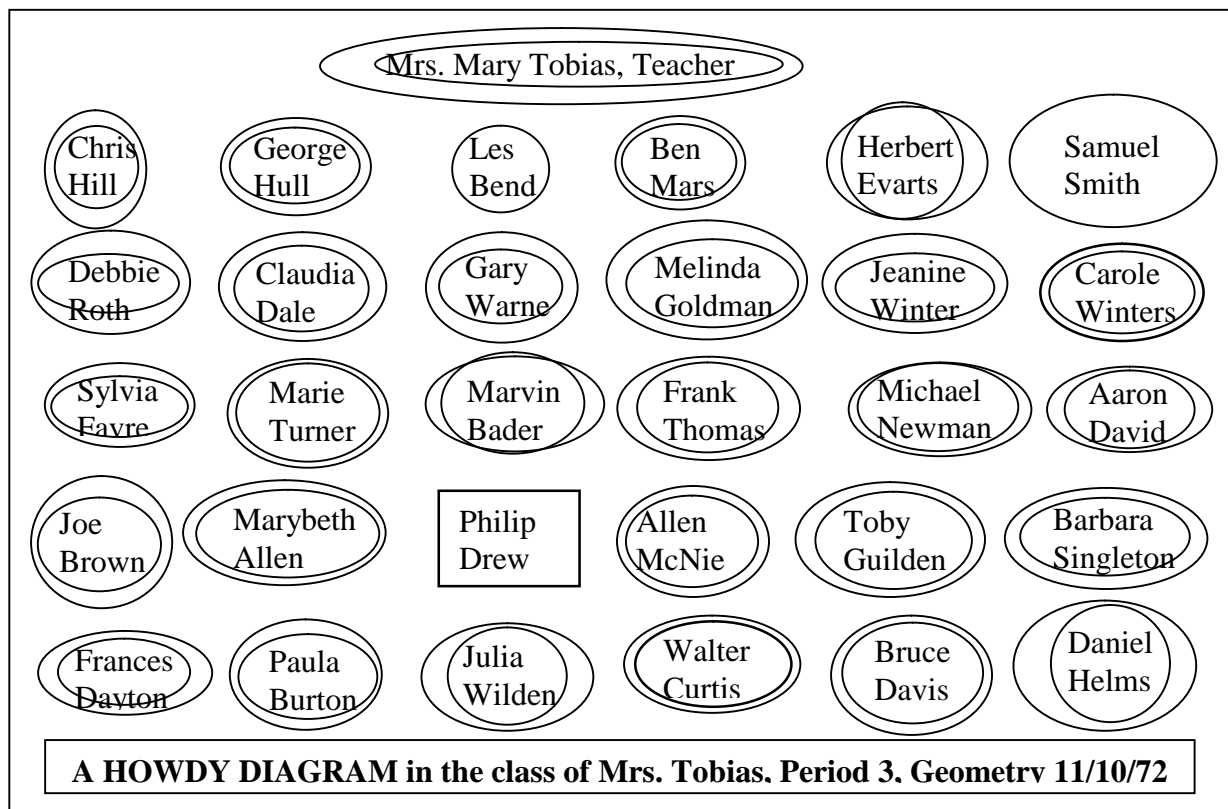 Mrs. Mary Tobias, Teacher
Chris
Hill
George
Hull
Les
Bend
Ben
Mars
Herbert
Evarts
Samuel
Smith
Debbie
Roth
Claudia
Dale
Gary
Warne
Melinda
Goldman
Jeanine
Winter
Carole
Winters
Sylvia
Favre
Marie
Turner
Marvin
Bader
Frank
Thomas
Michael
Newman
Aaron
David
Joe
Brown
Marybeth
Allen
Philip
Drew
Allen
McNie
Toby
Guilden
Barbara
Singleton
Frances
Dayton
Paula
Burton
Julia
Wilden
Walter
Curtis
Bruce
Davis
Daniel
Helms
A HOWDY DIAGRAM in the class of Mrs. Tobias, Period 3, Geometry 11/10/72